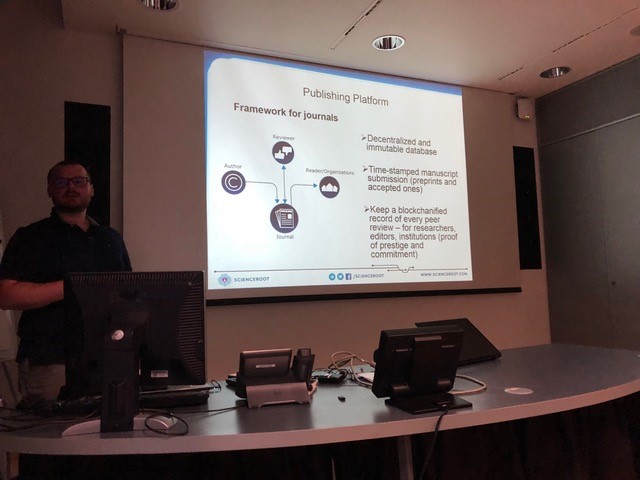 Publishing Platform
Framework for journals
Reviewer
Author
Reader/Organizations
Journal
➢Decentralized and
immutable database
➢Time-stamped manuscript
submission (preprints and
accepted ones)
➢Keep a blockchanified
record of every peer
review – for researchers,
editors, institutions (proof
of prestige and
commitment)
SCIENCEROOT
/SCIENCEROOT
WWW.SCIENCEROOT.COM